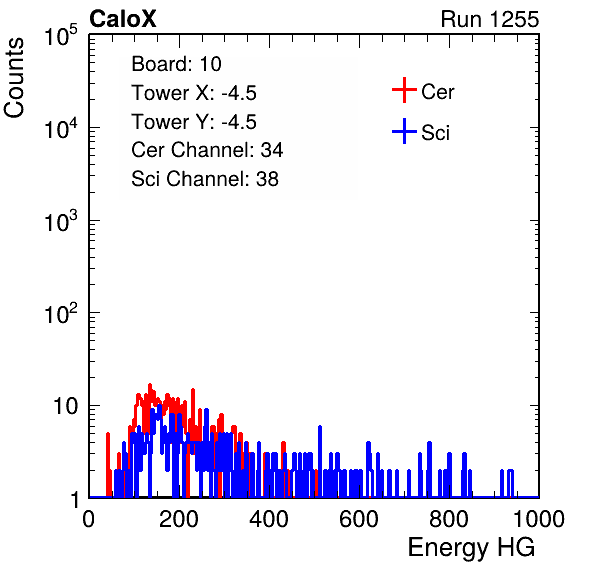 CaloX Run 1255
Counts
10^5
10^4
10^3
10^2
10
1
Board: 10
Tower X: -4.5
Tower Y: -4.5
Cer Channel: 34
Sci Channel: 38
Cer
Sci
0 200 400 600 800 1000
Energy HG